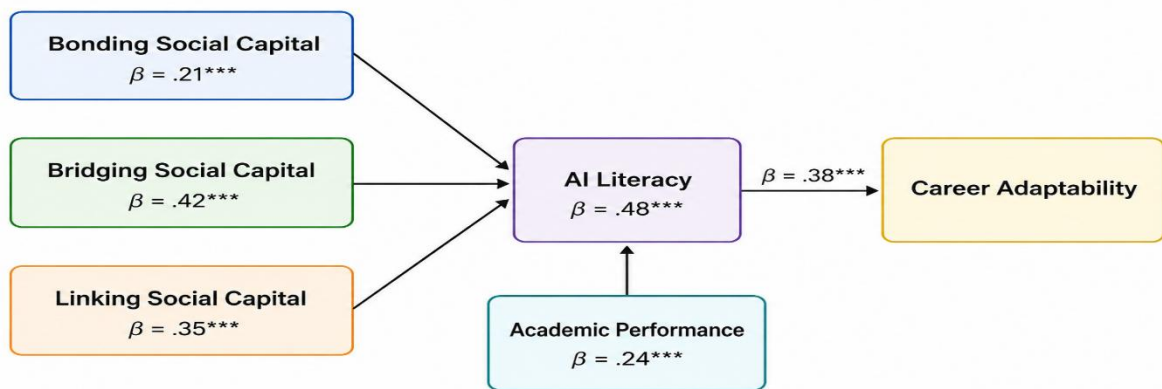 Bonding Social Capital
β = .21***
Bridging Social Capital
β = .42***
Linking Social Capital
β = .35***
AI Literacy
β = .48***
Academic Performance
β = .24***
β = .38***
Career Adaptability